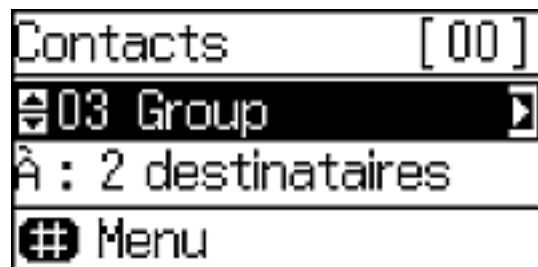 Contacts [00]
03 Group
À : 2 destinataires
# Menu